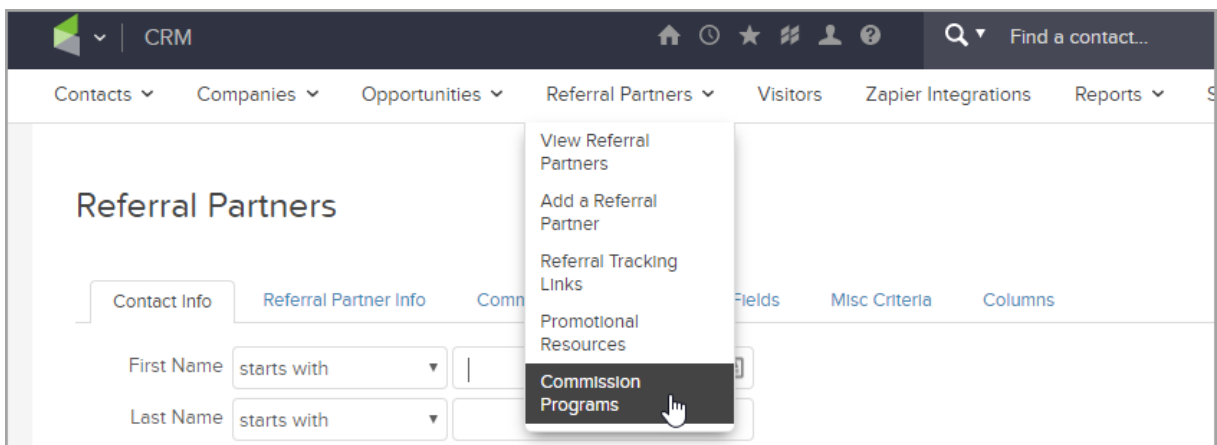 CRM
Find a contact...
Contacts Companies Opportunities Referral Partners Visitors Zapier Integrations Reports
View Referral
Partners
Add a Referral
Partner
Referral Tracking
Links
Promotional
Resources
Commission
Programs
Referral Partners
Contact Info Referral Partner Info Misc Criteria Columns
First Name starts with
Last Name starts with